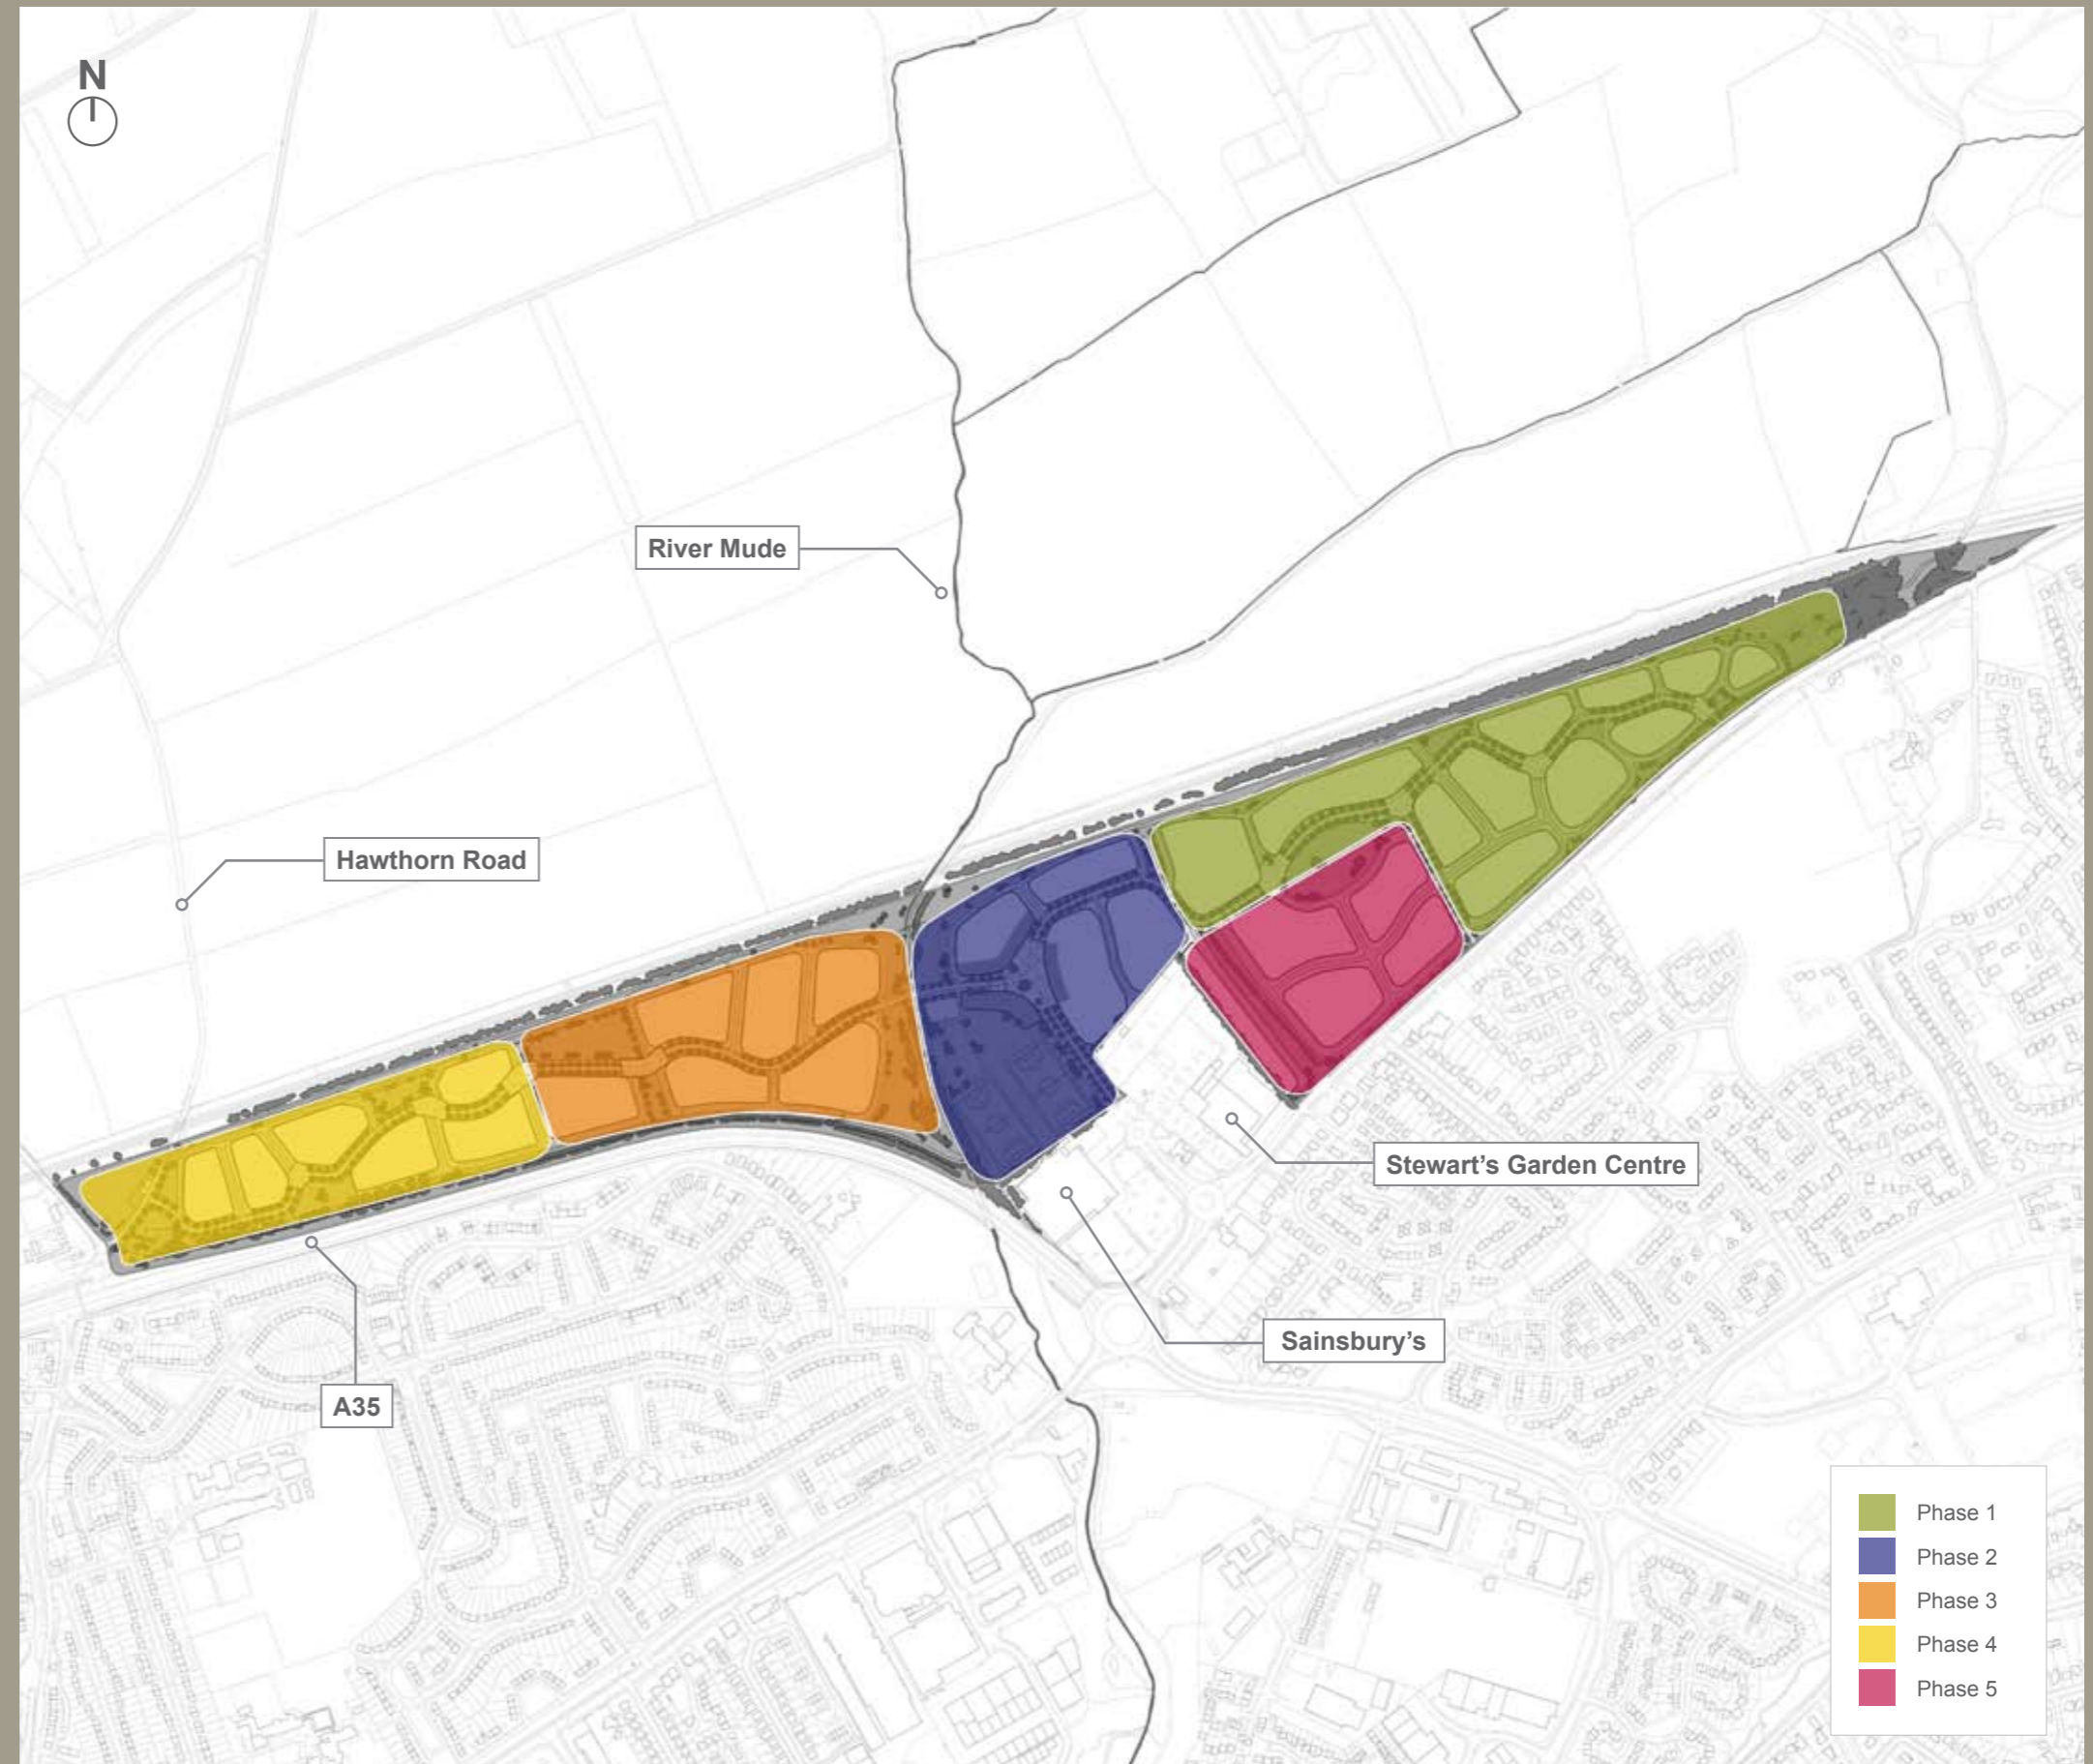 N
River Mude
Hawthorn Road
Stewart's Garden Centre
Sainsbury's
A35
Phase 1
Phase 2
Phase 3
Phase 4
Phase 5